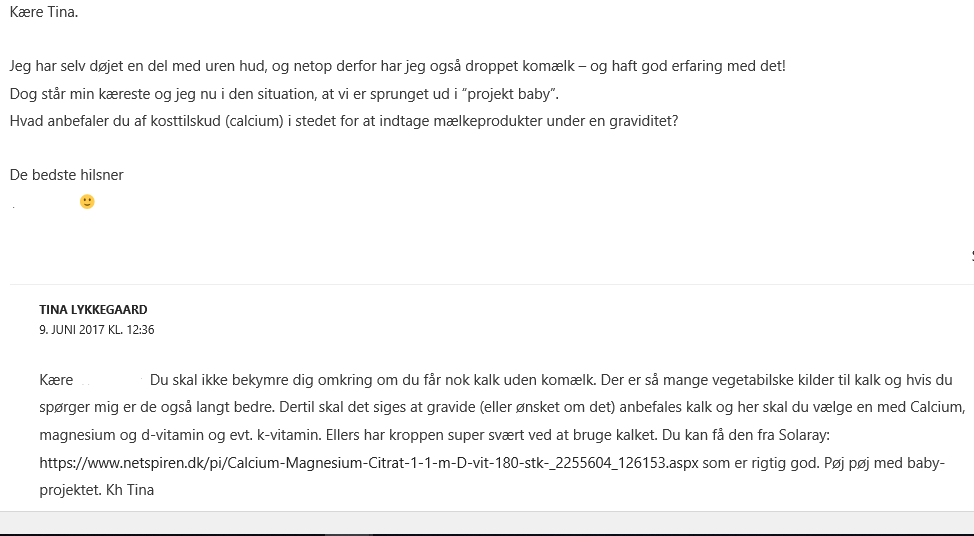 Kære Tina.
Jeg har selv døjet en del med uren hud, og netop derfor har jeg også droppet komælk – og haft god erfaring med det!
Dog står min kæreste og jeg nu i den situation, at vi er sprunget ud i “projekt baby”.
Hvad anbefaler du af kosttilskud (calcium) i stedet for at indtage mælkeprodukter under en graviditet?
De bedste hilsner
🙂
TINA LYKKEGAARD
9. JUNI 2017 KL. 12:36
Kære Du skal ikke bekymre dig omkring om du får nok kalk uden komælk. Der er så mange vegetabilske kilder til kalk og hvis du
spørger mig er de også langt bedre. Dertil skal det siges at gravide (eller ønsket om det) anbefales kalk og her skal du vælge en med Calcium,
magnesium og d-vitamin og evt. k-vitamin. Ellers har kroppen super svært ved at bruge kalket. Du kan få den fra Solaray:
https://www.netspiren.dk/pi/Calcium-Magnesium-Citrat-1-1-m-D-vit-180-stk-_2255604_126153.aspx som er rigtig god. Pøj pøj med baby-
projektet. Kh Tina